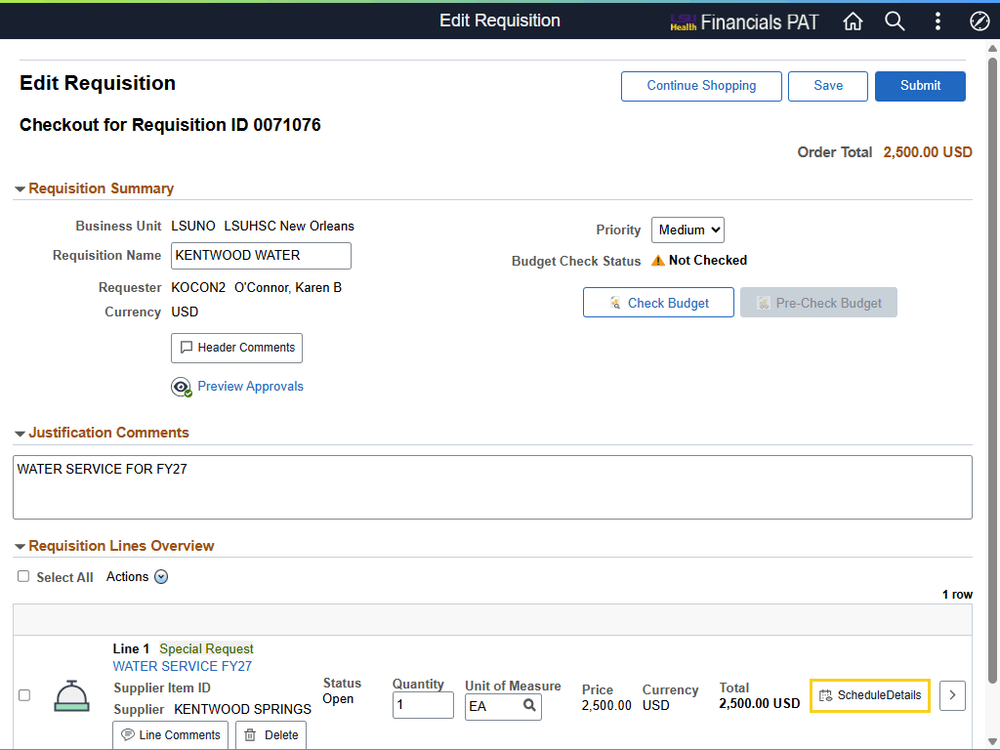 Edit Requisition
LSU Health Financials PAT
Edit Requisition
Continue Shopping
Save
Submit
Checkout for Requisition ID 0071076
Order Total 2,500.00 USD
Requisition Summary
Business Unit LSUNO LSUHSC New Orleans
Requisition Name KENTWOOD WATER
Requester KOCON2 O'Connor, Karen B
Currency USD
Header Comments
Preview Approvals
Priority Medium
Budget Check Status Not Checked
Check Budget
Pre-Check Budget
Justification Comments
WATER SERVICE FOR FY27
Requisition Lines Overview
Select All Actions
1 row
Line 1 Special Request
WATER SERVICE FY27
Supplier Item ID
Supplier KENTWOOD SPRINGS
Line Comments
Delete
Status
Open
Quantity
1
Unit of Measure
EA
Price
2,500.00
Currency
USD
Total
2,500.00 USD
ScheduleDetails